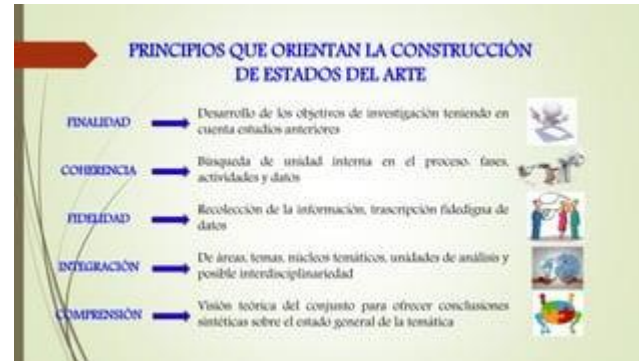 PRINCIPIOS QUE ORIENTAN LA CONSTRUCCIÓN
DE ESTADOS DEL ARTE
FINALIDAD
Desarrollo de los objetivos de investigación teniendo en
cuenta estudios anteriores
COHERENCIA
Búsqueda de unidad interna en el proceso: fases,
actividades y datos
FIDELIDAD
Recolección de la información, trascripción fidedigna de
datos
INTEGRACIÓN
De áreas, temas, núcleos temáticos, unidades de análisis y
posible interdisciplinariedad
COMPRENSIÓN
Visión teórica del conjunto para ofrecer conclusiones
sintéticas sobre el estado general de la temática